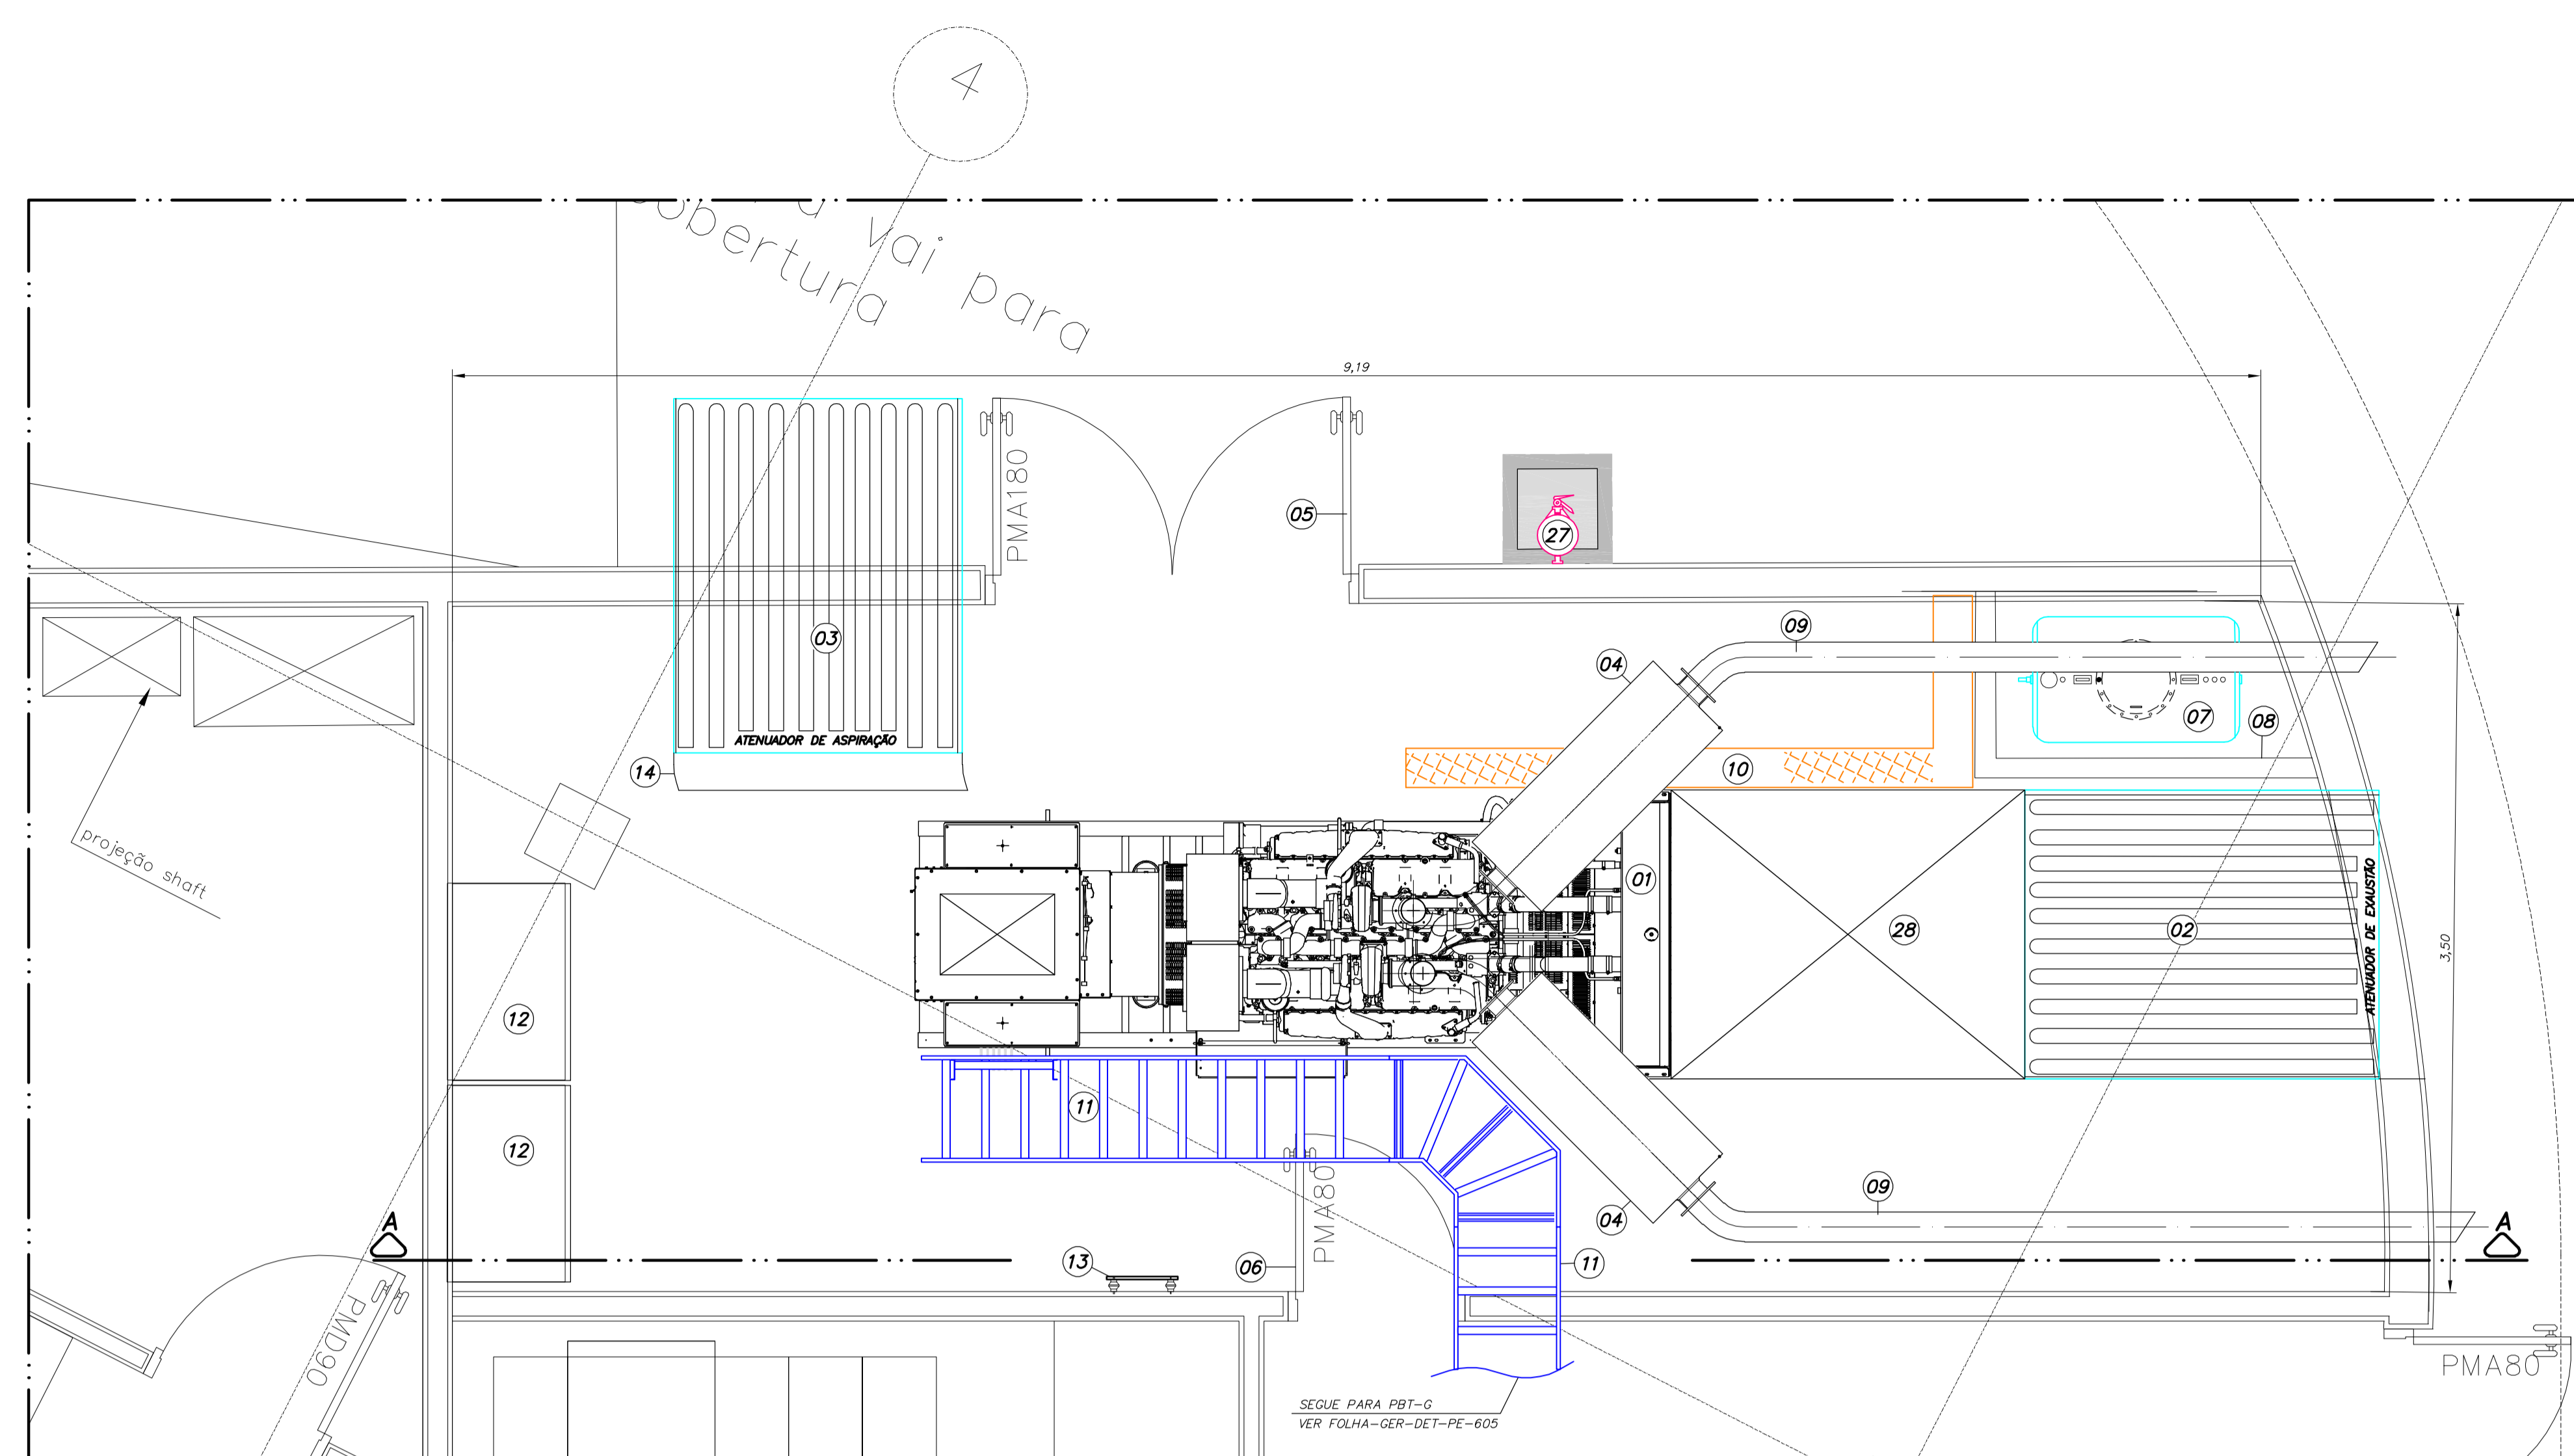 4
vai para
obertura
9,19
PMA180
05
27
03
ATENUADOR DE ASPIRAÇÃO
14
04
09
07
08
10
projeção shaft
01
28
02
ATENUADOR DE EXAUSTÃO
3,50
12
11
12
PMA80
04
09
A
A
13
06
11
PMD90
PMA80
SEGUE PARA PBT-G
VER FOLHA-GER-DET-PE-605